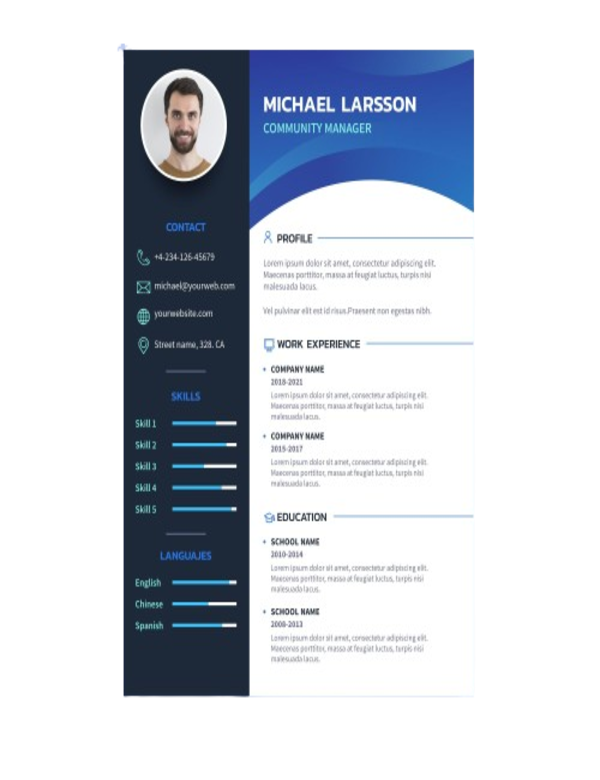 MICHAEL LARSSON
COMMUNITY MANAGER
CONTACT
+4-234-126-45679
michael@yourweb.com
yourwebsite.com
Street name, 328. CA
SKILLS
Skill 1
Skill 2
Skill 3
Skill 4
Skill 5
LANGUAJES
English
Chinese
Spanish
PROFILE
Lorem ipsum dolor sit amet, consectetur adipiscing elit.
Maecenas porttitor, massa at feugiat luctus, turpis nisi
malesuada lacus.
Vel pulvinar elit est id risus.Praesent non egestas nibh.
WORK EXPERIENCE
COMPANY NAME
2018-2021
Lorem ipsum dolor sit amet, consectetur adipiscing elit.
Maecenas porttitor, massa at feugiat luctus, turpis nisi
malesuada lacus.
COMPANY NAME
2015-2017
Lorem ipsum dolor sit amet, consectetur adipiscing elit.
Maecenas porttitor, massa at feugiat luctus, turpis nisi
malesuada lacus.
EDUCATION
SCHOOL NAME
2010-2014
Lorem ipsum dolor sit amet, consectetur adipiscing elit.
Maecenas porttitor, massa at feugiat luctus, turpis nisi
malesuada lacus.
SCHOOL NAME
2008-2013
Lorem ipsum dolor sit amet, consectetur adipiscing elit.
Maecenas porttitor, massa at feugiat luctus, turpis nisi
malesuada lacus.